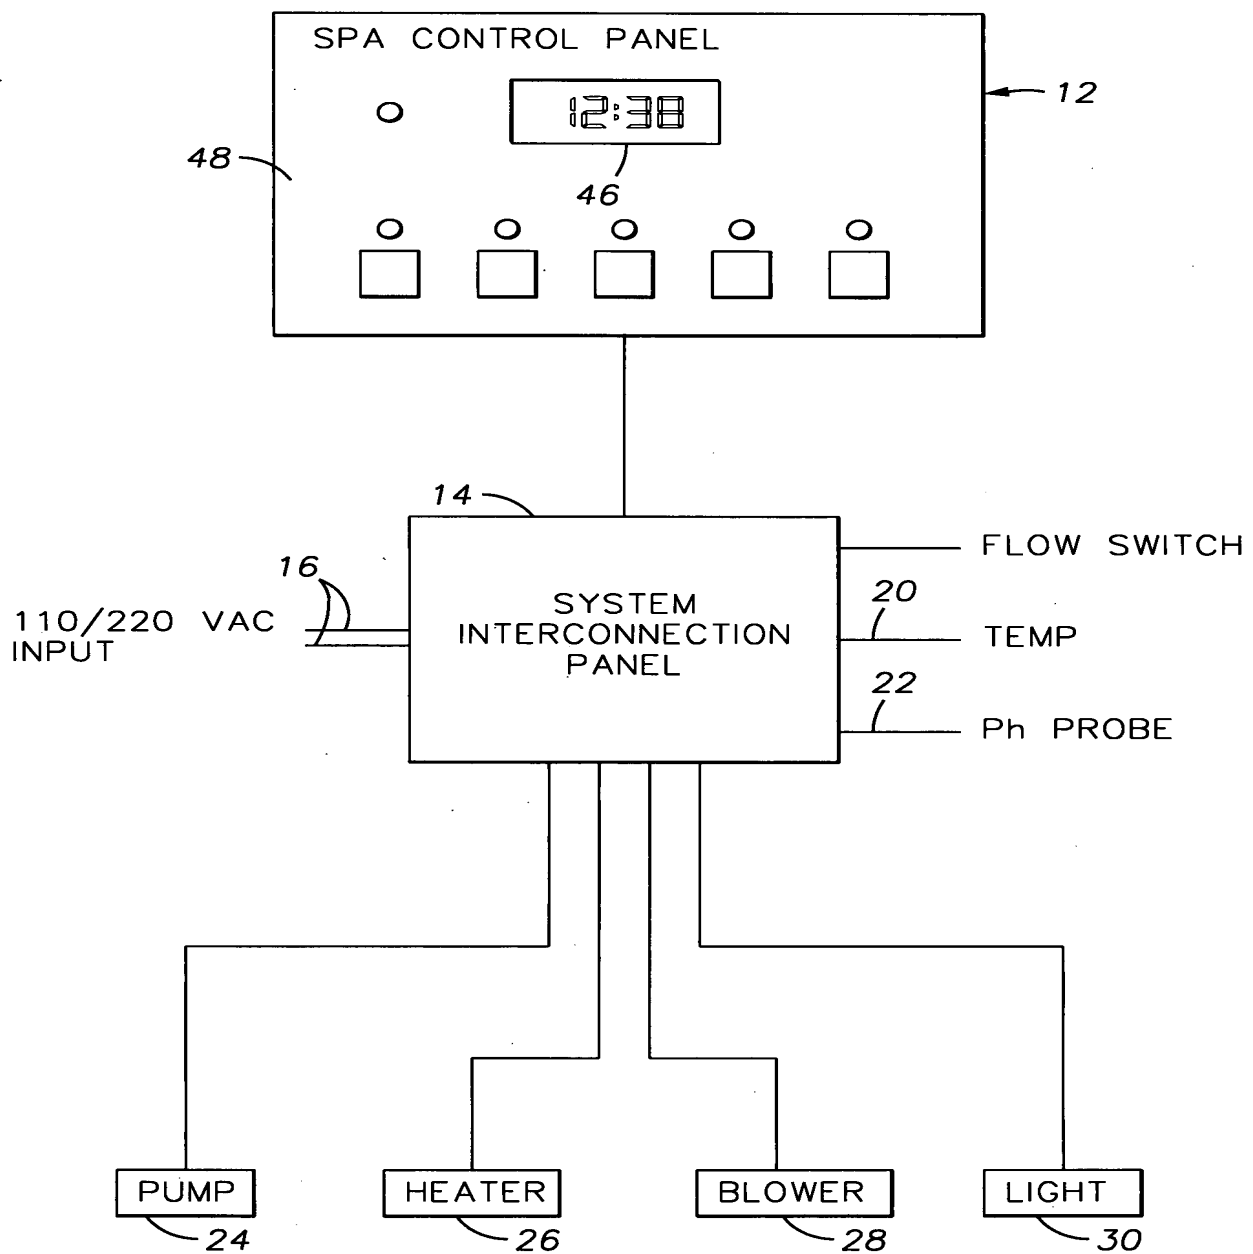 SPA CONTROL PANEL
12:38
12
48
46
14
FLOW SWITCH
16
110/220 VAC
INPUT
SYSTEM
INTERCONNECTION
PANEL
20
TEMP
22
Ph PROBE
PUMP
HEATER
BLOWER
LIGHT
24
26
28
30